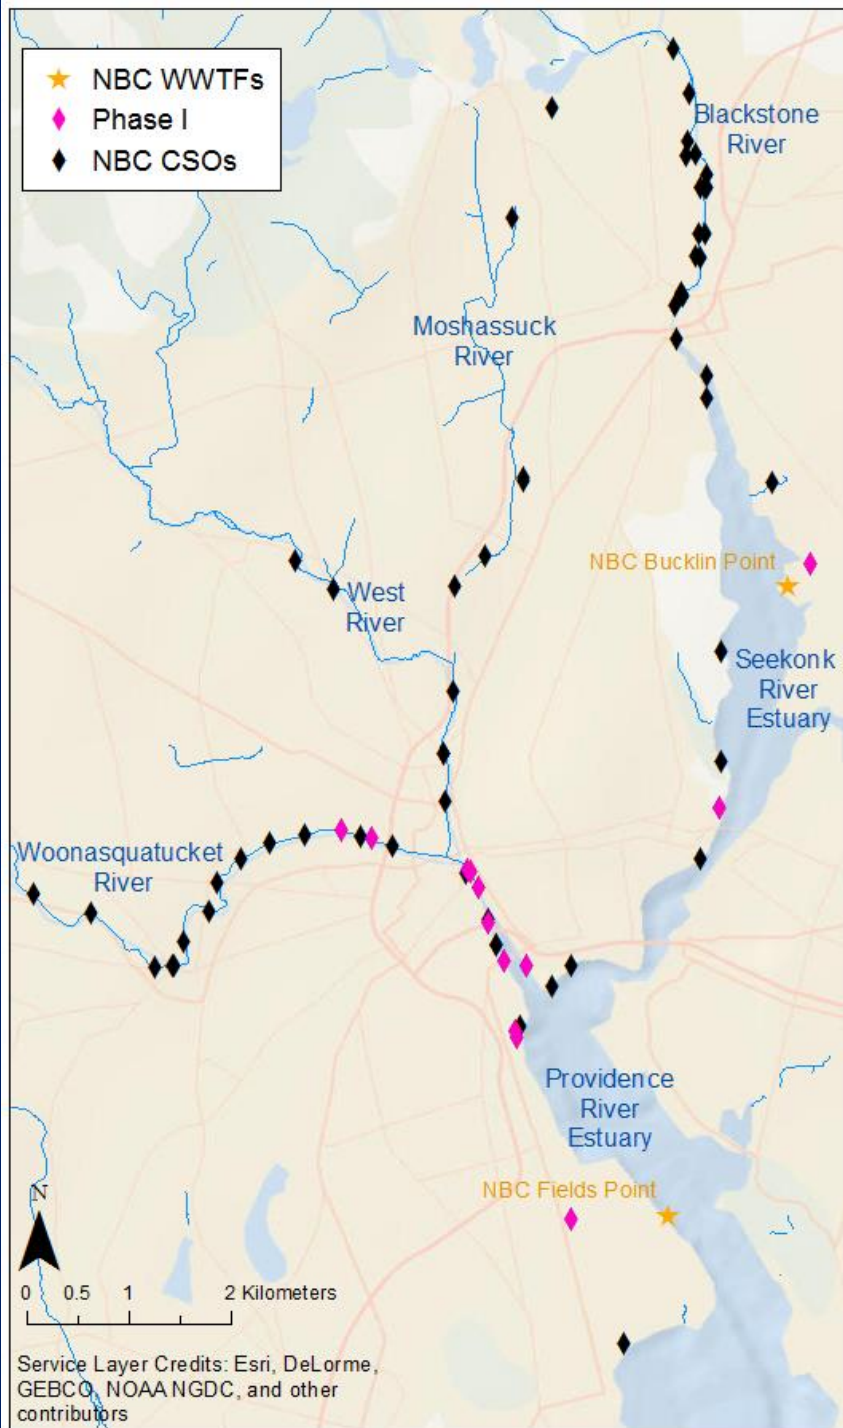 NBC WWTFs
Phase I
NBC CSOs
Blackstone
River
Moshassuck
River
NBC Bucklin Point
West
River
Seekonk
River
Estuary
Woonasquatucket
River
Providence
River
Estuary
NBC Fields Point
N
0 0.5 1 2 Kilometers
Service Layer Credits: Esri, DeLorme,
GEBCO, NOAA NGDC, and other
contributors